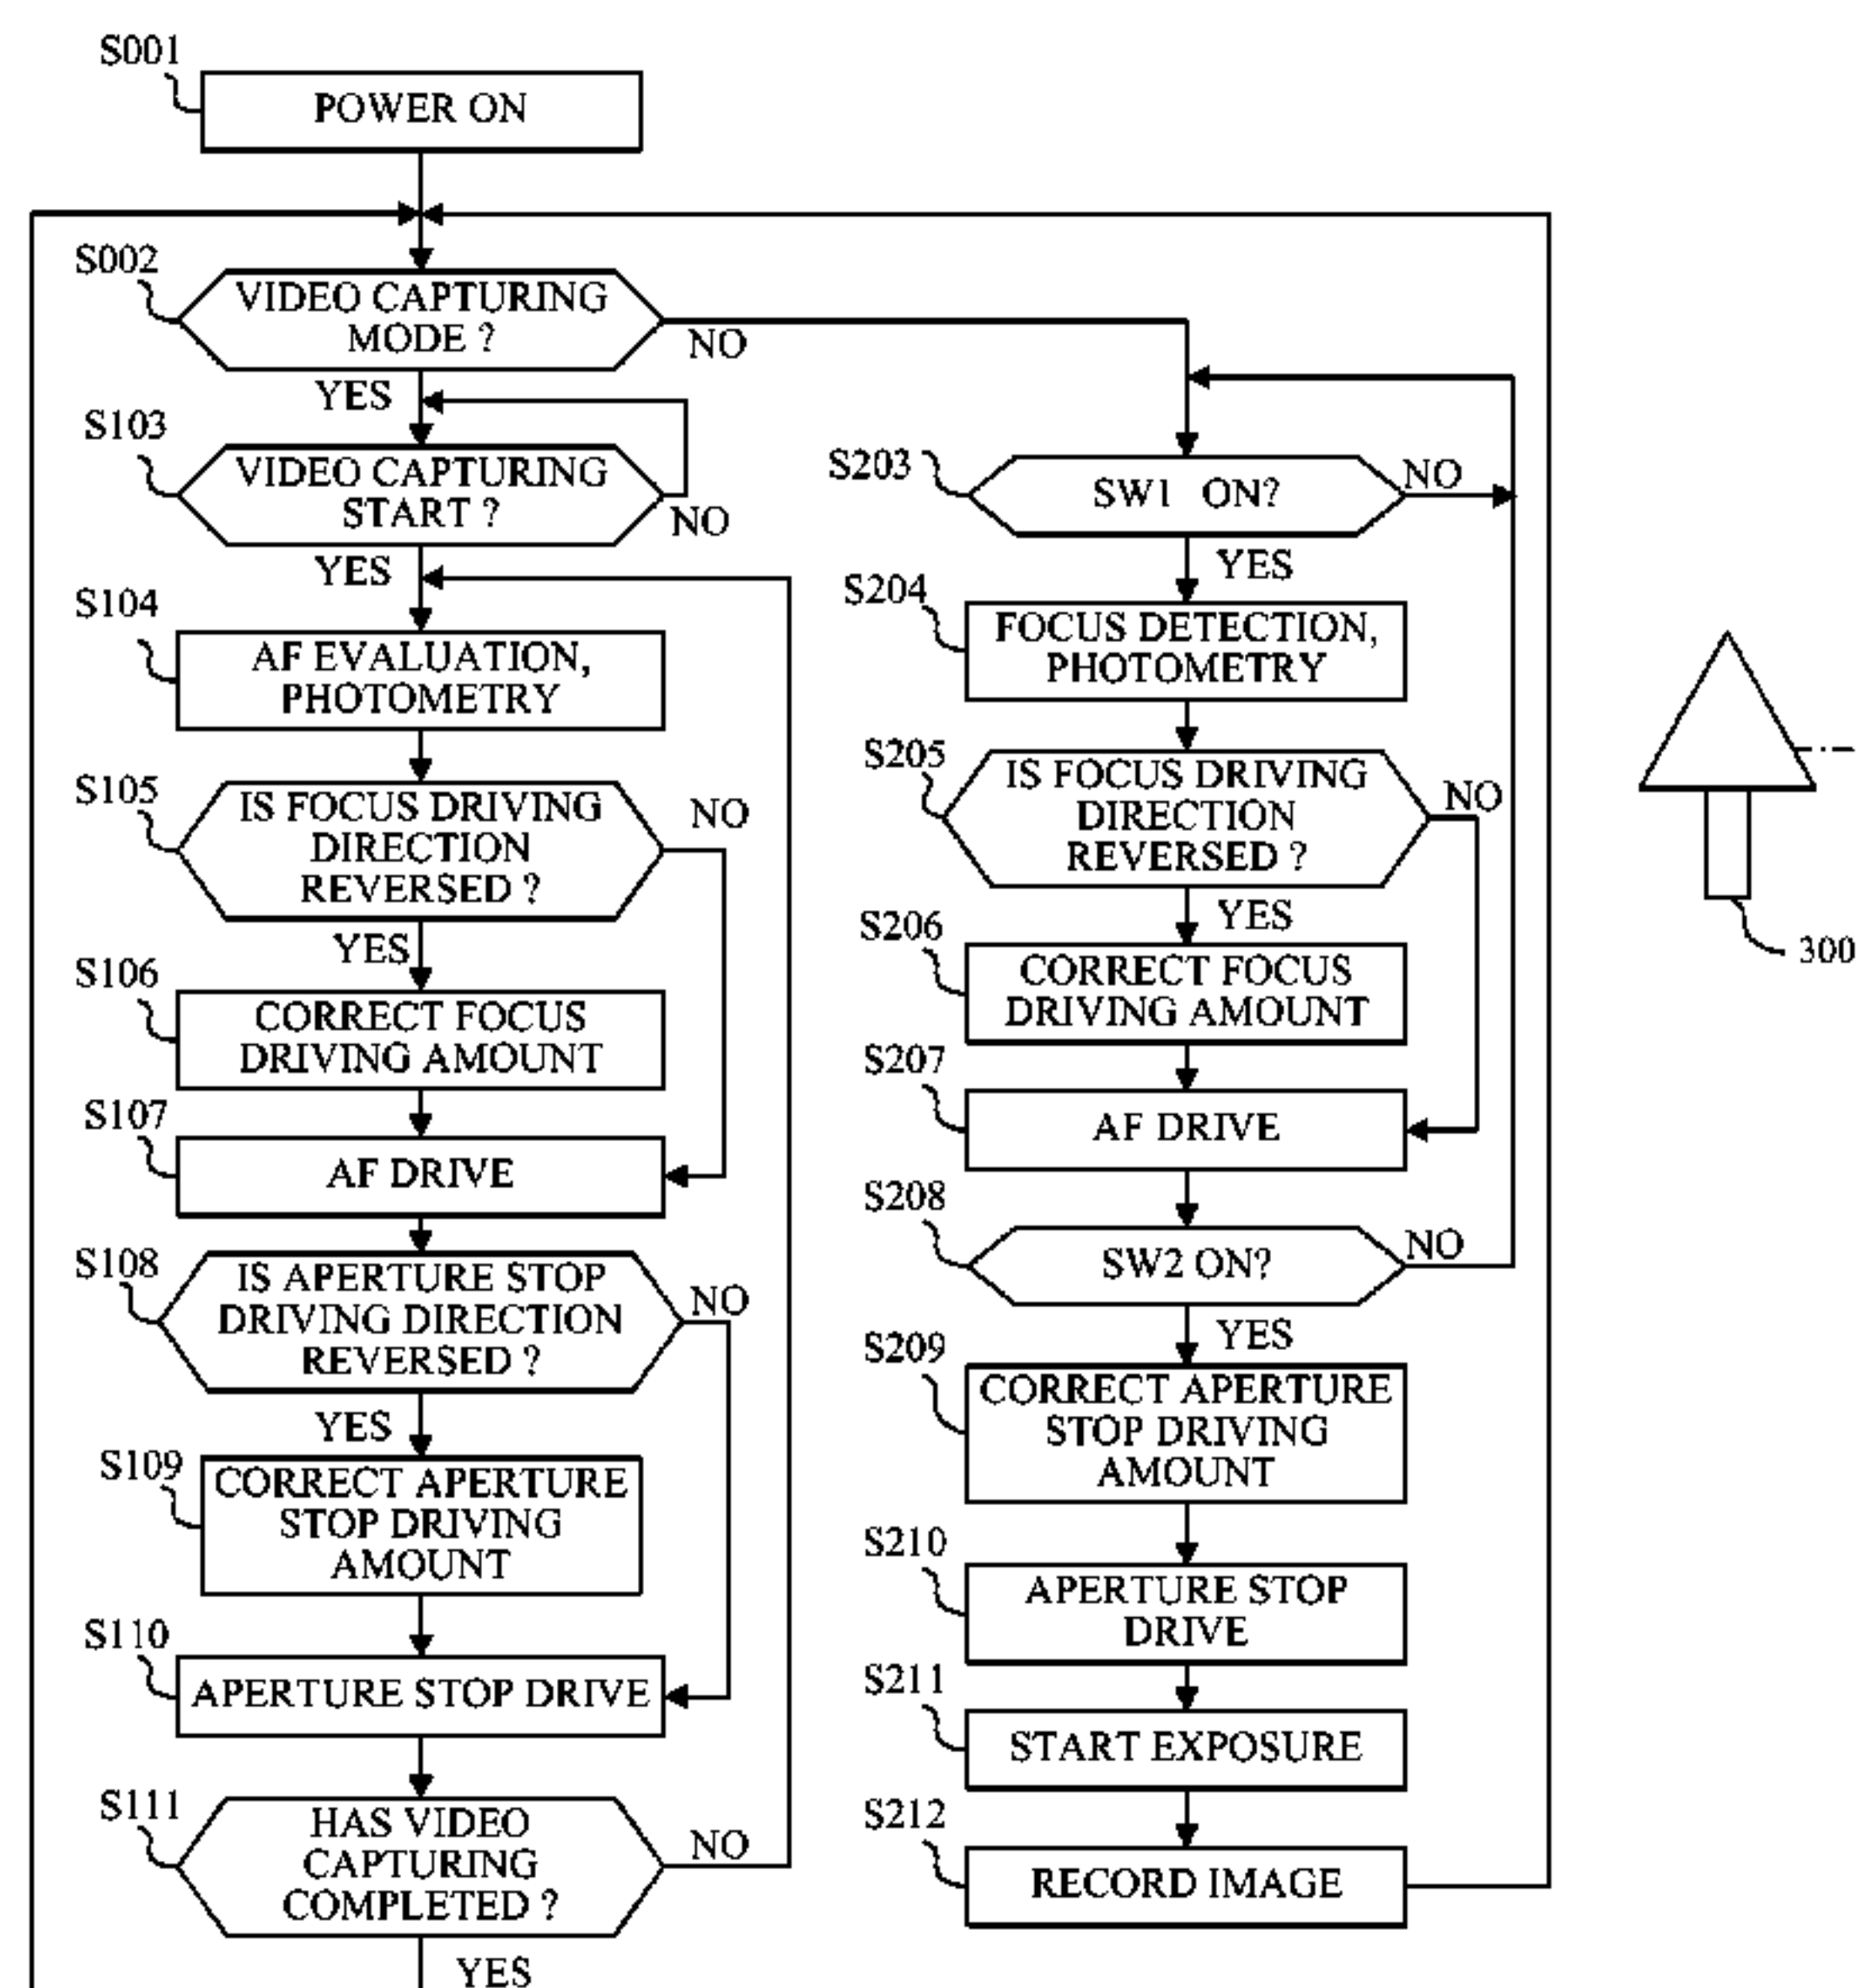 S001
POWER ON
S002
VIDEO CAPTURING
MODE ?
NO
YES
S103
VIDEO CAPTURING
START ?
NO
YES
S104
AF EVALUATION,
PHOTOMETRY
S105
IS FOCUS DRIVING
DIRECTION
REVERSED ?
NO
YES
S106
CORRECT FOCUS
DRIVING AMOUNT
S107
AF DRIVE
S108
IS APERTURE STOP
DRIVING DIRECTION
REVERSED ?
NO
YES
S109
CORRECT APERTURE
STOP DRIVING
AMOUNT
S110
APERTURE STOP DRIVE
S111
HAS VIDEO
CAPTURING
COMPLETED ?
NO
YES
S203
SW1 ON?
NO
YES
S204
FOCUS DETECTION,
PHOTOMETRY
S205
IS FOCUS DRIVING
DIRECTION
REVERSED ?
NO
YES
S206
CORRECT FOCUS
DRIVING AMOUNT
S207
AF DRIVE
S208
SW2 ON?
NO
YES
S209
CORRECT APERTURE
STOP DRIVING
AMOUNT
S210
APERTURE STOP
DRIVE
S211
START EXPOSURE
S212
RECORD IMAGE
300